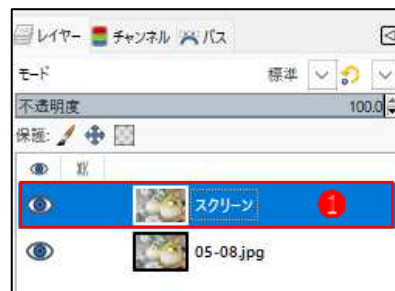 レイヤー チャンネル パス
モード 標準
不透明度 100.0
保護:
スクリーン 1
05-08.jpg